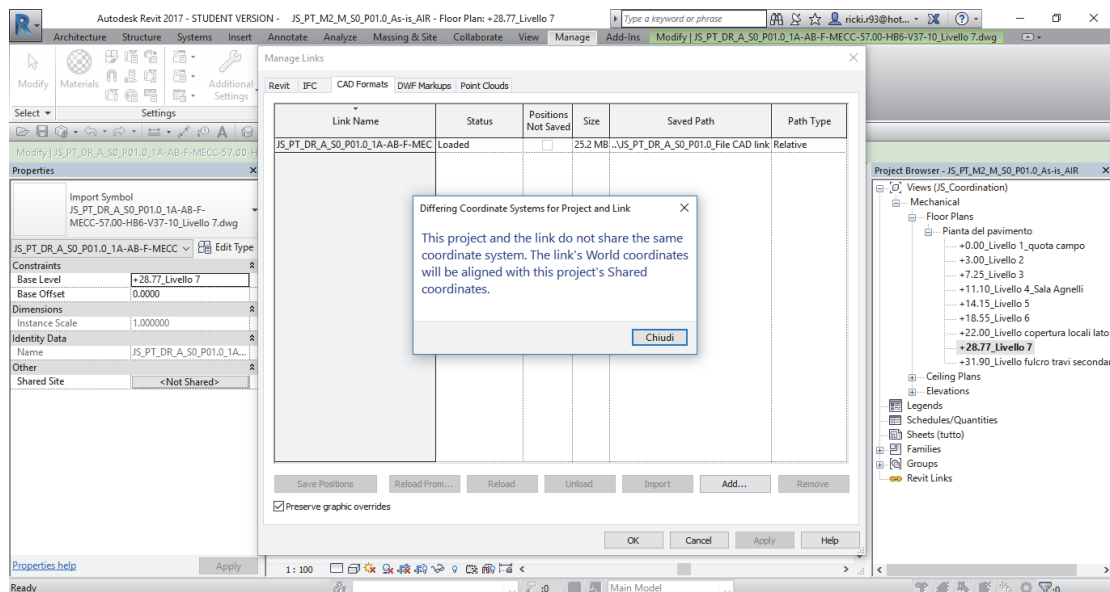 Autodesk Revit 2017 - STUDENT VERSION - JS_PT_M2_M_S0_P01.0_As-is_AIR - Floor Plan: +28.77_Livello 7
Type a keyword or phrase
ricki.r93@hot...
Architecture Structure Systems Insert Annotate Analyze Massing & Site Collaborate View Manage Add-Ins Modify | JS_PT_DR_A_S0_P01.0_1A-AB-F-MECC-57.00-HB6-V37-10_Livello 7.dwg
Modify Materials Additional Settings
Select Settings
Modify | JS_PT_DR_A_S0_P01.0_1A-AB-F-MECC-57.00-H
Properties
Import Symbol
JS_PT_DR_A_S0_P01.0_1A-AB-F-
MECC-57.00-HB6-V37-10_Livello 7.dwg
JS_PT_DR_A_S0_P01.0_1A-AB-F-MECC Edit Type
Constraints
Base Level +28.77_Livello 7
Base Offset 0.0000
Dimensions
Instance Scale 1.000000
Identity Data
Name JS_PT_DR_A_S0_P01.0_1A...
Other
Shared Site <Not Shared>
Properties help Apply
Manage Links
Revit IFC CAD Formats DWF Markups Point Clouds
Link Name Status Positions Not Saved Size Saved Path Path Type
JS_PT_DR_A_S0_P01.0_1A-AB-F-MEC Loaded 25.2 MB ..\JS_PT_DR_A_S0_P01.0_File CAD link Relative
Differing Coordinate Systems for Project and Link
This project and the link do not share the same
coordinate system. The link's World coordinates
will be aligned with this project's Shared
coordinates.
Chiudi
Save Positions Reload From... Reload Unload Import Add... Remove
Preserve graphic overrides
OK Cancel Apply Help
Project Browser - JS_PT_M2_M_S0_P01.0_As-is_AIR
Views (JS_Coordination)
Mechanical
Floor Plans
Pianta del pavimento
+0.00_Livello 1_quota campo
+3.00_Livello 2
+7.25_Livello 3
+11.10_Livello 4_Sala Agnelli
+14.15_Livello 5
+18.55_Livello 6
+22.00_Livello copertura locali lato
+28.77_Livello 7
+31.90_Livello fulcro travi secondar
Ceiling Plans
Elevations
Legends
Schedules/Quantities
Sheets (tutto)
Families
Groups
Revit Links
1 : 100
Ready :0 Main Model :0